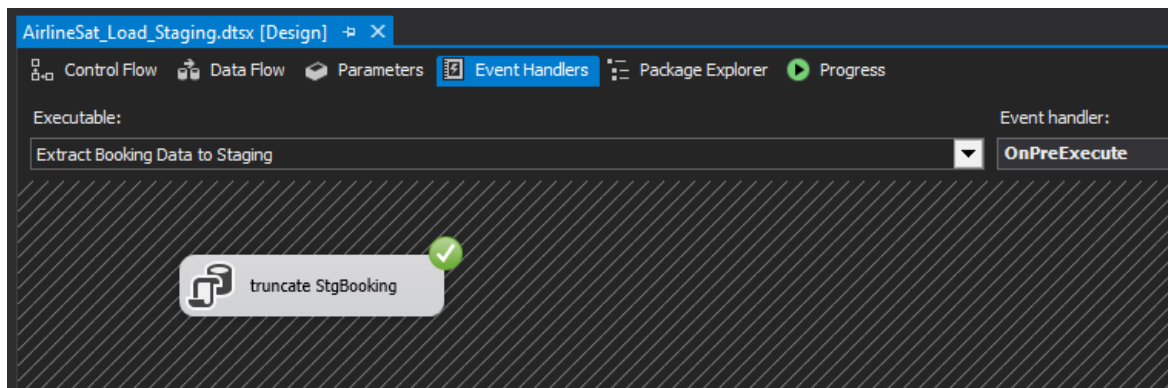 AirlineSat_Load_Staging.dtsx [Design]
Control Flow Data Flow Parameters Event Handlers Package Explorer Progress
Executable: Event handler:
Extract Booking Data to Staging OnPreExecute
truncate StgBooking